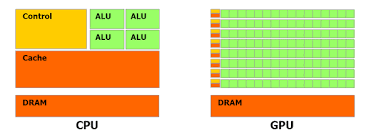 Control
ALU ALU
ALU ALU
Cache
DRAM
CPU
DRAM
GPU